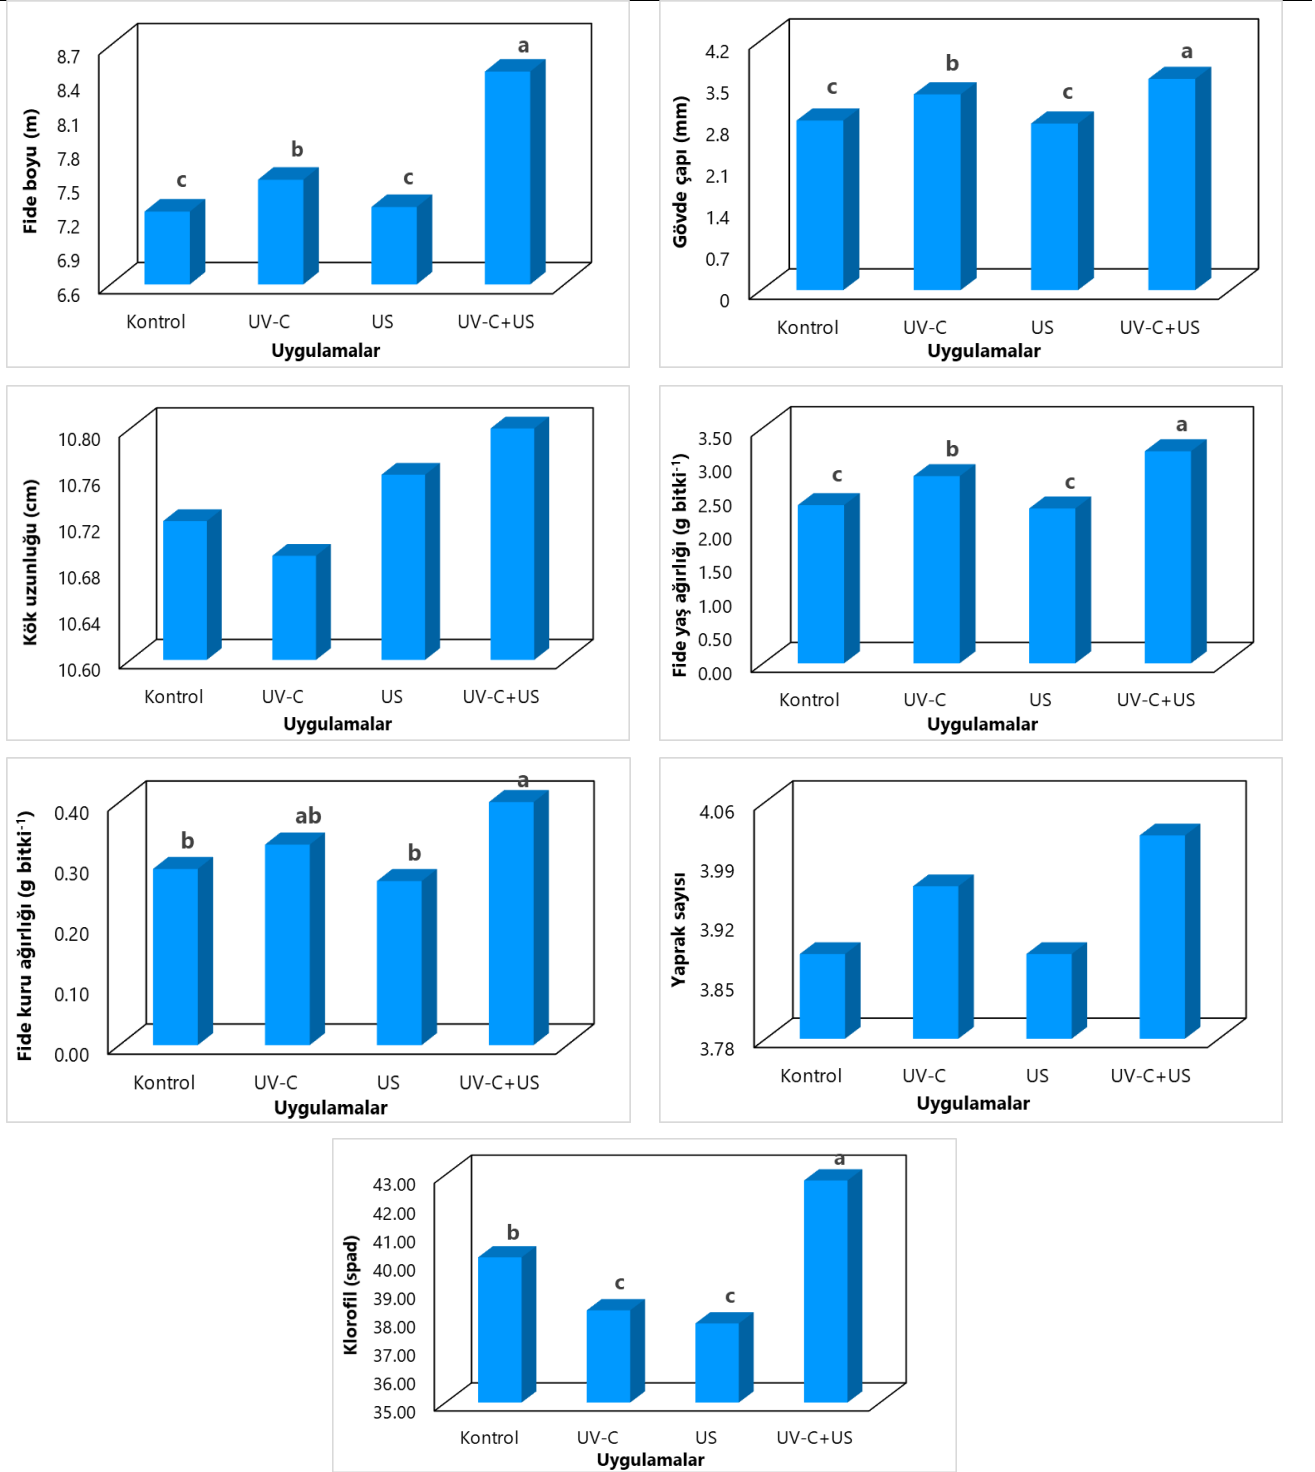 Fide boyu (m)
8.7
8.4
8.1
7.8
7.5
7.2
6.9
6.6
c
b
c
a
Kontrol UV-C US UV-C+US
Uygulamalar
Gövde çapı (mm)
4.2
3.5
2.8
2.1
1.4
0.7
0
c
b
c
a
Kontrol UV-C US UV-C+US
Uygulamalar
Kök uzunluğu (cm)
10.80
10.76
10.72
10.68
10.64
10.60
Kontrol UV-C US UV-C+US
Uygulamalar
Fide yaş ağırlığı (g bitki⁻¹)
3.50
3.00
2.50
2.00
1.50
1.00
0.50
0.00
c
b
c
a
Kontrol UV-C US UV-C+US
Uygulamalar
Fide kuru ağırlığı (g bitki⁻¹)
0.40
0.30
0.20
0.10
0.00
b
ab
b
a
Kontrol UV-C US UV-C+US
Uygulamalar
Yaprak sayısı
4.06
3.99
3.92
3.85
3.78
Kontrol UV-C US UV-C+US
Uygulamalar
Klorofil (spad)
43.00
42.00
41.00
40.00
39.00
38.00
37.00
36.00
35.00
b
c
c
a
Kontrol UV-C US UV-C+US
Uygulamalar